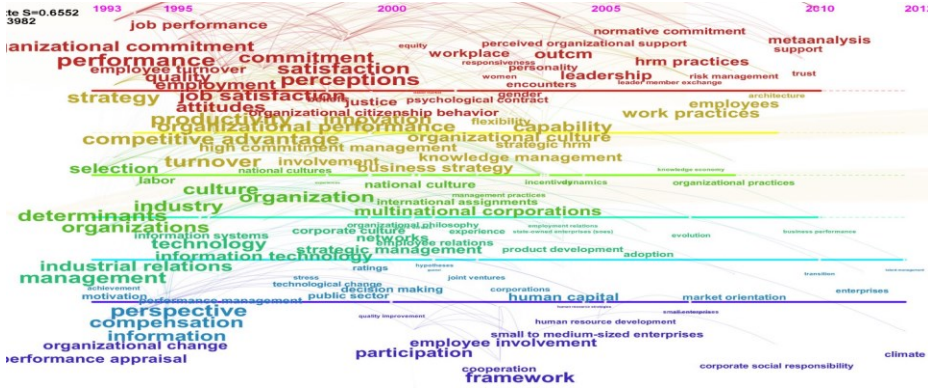 te S=0.6552
3982
1993 1995 2000 2005 2010
job performance
normative commitment
anizational commitment equity perceived organizational support metaanalysis
performance commitment workplace outcm support
employee turnover satisfaction responsiveness personality hrm practices
quality perceptions women leadership risk management trust
employment encounters leader member exchange
strategy job satisfaction gender architecture
attitudes justice psychological contract employees
organizational citizenship behavior work practices
productivity innovation flexibility
organizational performance capability
competitive advantage organizational culture
high commitment management strategic hrm
turnover involvement knowledge management
selection national cultures business strategy knowledge economy
labor national culture incentives dynamics organizational practices
culture management practices
industry organization international assignments
determinants multinational corporations
organizations organizational philosophy employment relations
information systems corporate culture experience state-owned enterprises (soes) evolution business performance
technology networks employee relations
information technology strategic management product development adoption
industrial relations ratings hypotheses
management stress joint ventures transition
achievement technological change decision making corporations enterprises
motivation performance management public sector human capital market orientation
perspective small enterprises
compensation quality improvement human resource development
information small to medium-sized enterprises
organizational change employee involvement
performance appraisal participation climate
cooperation corporate social responsibility
framework